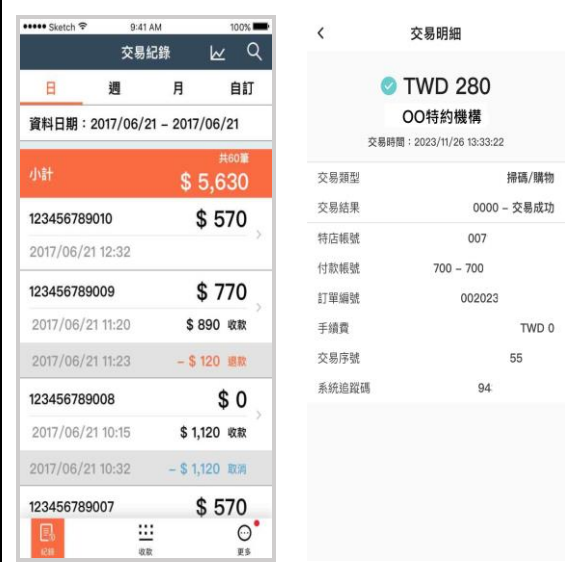 Sketch 9:41 AM 100%
交易紀錄
日 週 月 自訂
資料日期：2017/06/21 – 2017/06/21
共60筆
小計 $ 5,630
123456789010 $ 570
2017/06/21 12:32
123456789009 $ 770
2017/06/21 11:20 $ 890 收款
2017/06/21 11:23 – $ 120 退款
123456789008 $ 0
2017/06/21 10:15 $ 1,120 收款
2017/06/21 10:32 – $ 1,120 取消
123456789007 $ 570
紀錄 收款 更多
交易明細
TWD 280
OO特約機構
交易時間：2023/11/26 13:33:22
交易類型 掃碼/購物
交易結果 0000 – 交易成功
特店帳號 007
付款帳號 700 – 700
訂單編號 002023
手續費 TWD 0
交易序號 55
系統追蹤碼 94